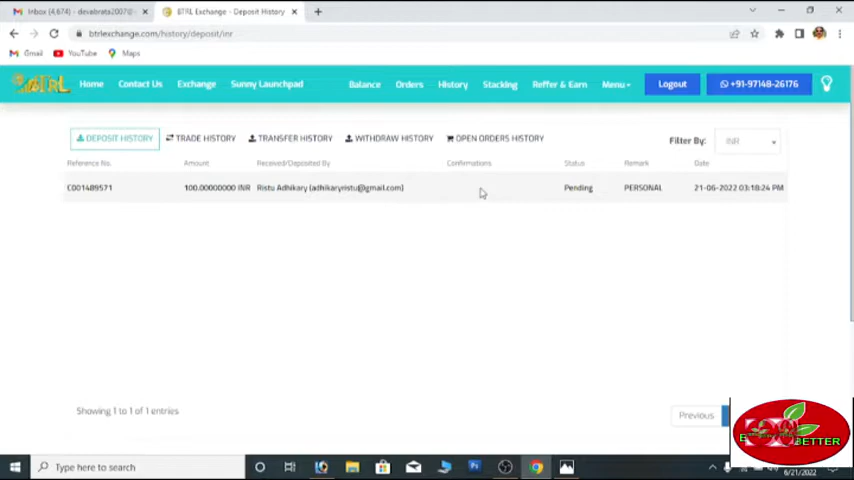 Inbox (4,674) - devabrata2007@
BTRL Exchange - Deposit History
btrlexchange.com/history/deposit/inr
Gmail YouTube Maps
BTRL Home Contact Us Exchange Sunny Launchpad Balance Orders History Stacking Reffer & Earn Menu Logout +91-97148-26176
DEPOSIT HISTORY TRADE HISTORY TRANSFER HISTORY WITHDRAW HISTORY OPEN ORDERS HISTORY Filter By: INR
Reference No. Amount Received/Deposited By Confirmations Status Remark Date
C001489571 100.00000000 INR Ristu Adhikary (adhikaryristu@gmail.com) Pending PERSONAL 21-06-2022 03:18:24 PM
Showing 1 to 1 of 1 entries
Previous
BETTER
Type here to search
6/21/2022